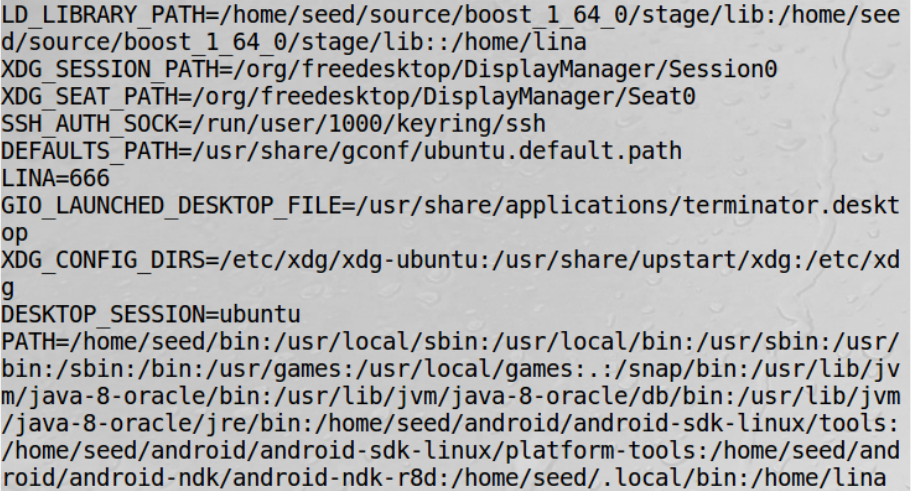 LD_LIBRARY_PATH=/home/seed/source/boost_1_64_0/stage/lib:/home/see
d/source/boost_1_64_0/stage/lib::/home/lina
XDG_SESSION_PATH=/org/freedesktop/DisplayManager/Session0
XDG_SEAT_PATH=/org/freedesktop/DisplayManager/Seat0
SSH_AUTH_SOCK=/run/user/1000/keyring/ssh
DEFAULTS_PATH=/usr/share/gconf/ubuntu.default.path
LINA=666
GIO_LAUNCHED_DESKTOP_FILE=/usr/share/applications/terminator.deskt
op
XDG_CONFIG_DIRS=/etc/xdg/xdg-ubuntu:/usr/share/upstart/xdg:/etc/xd
g
DESKTOP_SESSION=ubuntu
PATH=/home/seed/bin:/usr/local/sbin:/usr/local/bin:/usr/sbin:/usr/
bin:/sbin:/bin:/usr/games:/usr/local/games:.:/snap/bin:/usr/lib/jv
m/java-8-oracle/bin:/usr/lib/jvm/java-8-oracle/db/bin:/usr/lib/jvm
/java-8-oracle/jre/bin:/home/seed/android/android-sdk-linux/tools:
/home/seed/android/android-sdk-linux/platform-tools:/home/seed/and
roid/android-ndk/android-ndk-r8d:/home/seed/.local/bin:/home/lina